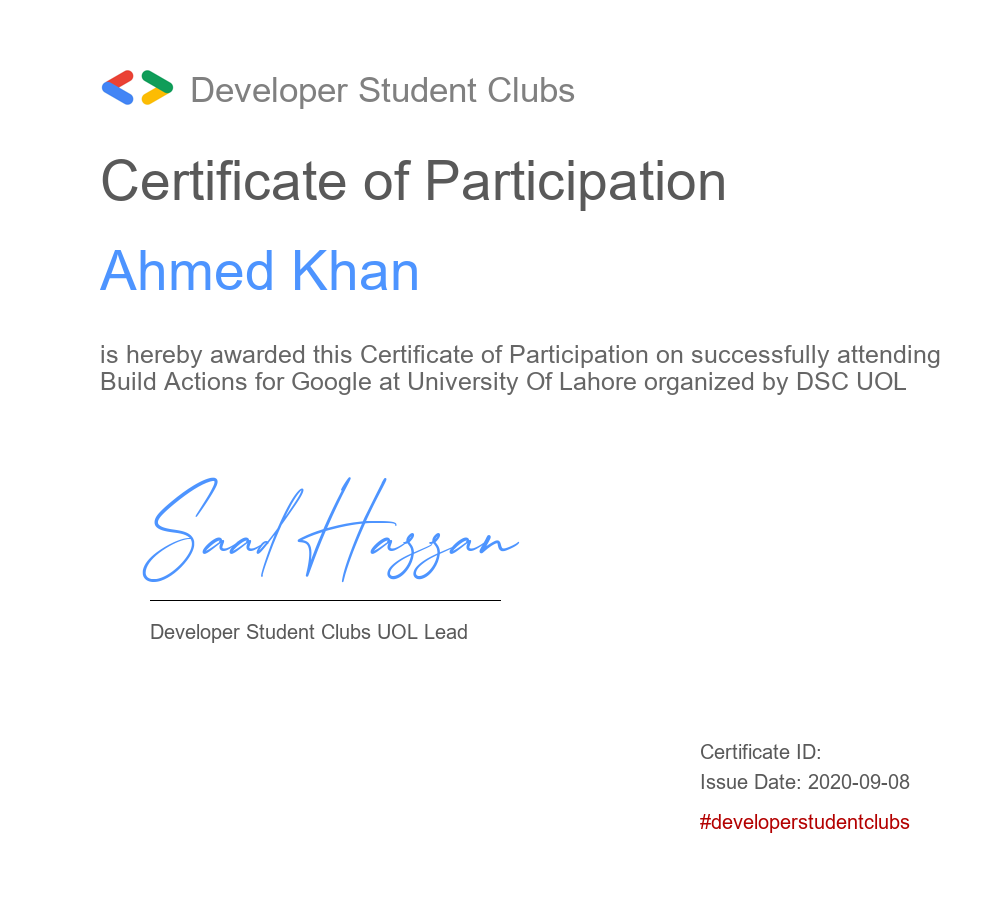 Developer Student Clubs
Certificate of Participation
Ahmed Khan
is hereby awarded this Certificate of Participation on successfully attending
Build Actions for Google at University Of Lahore organized by DSC UOL
Saad Hassan
Developer Student Clubs UOL Lead
Certificate ID:
Issue Date: 2020-09-08
#developerstudentclubs